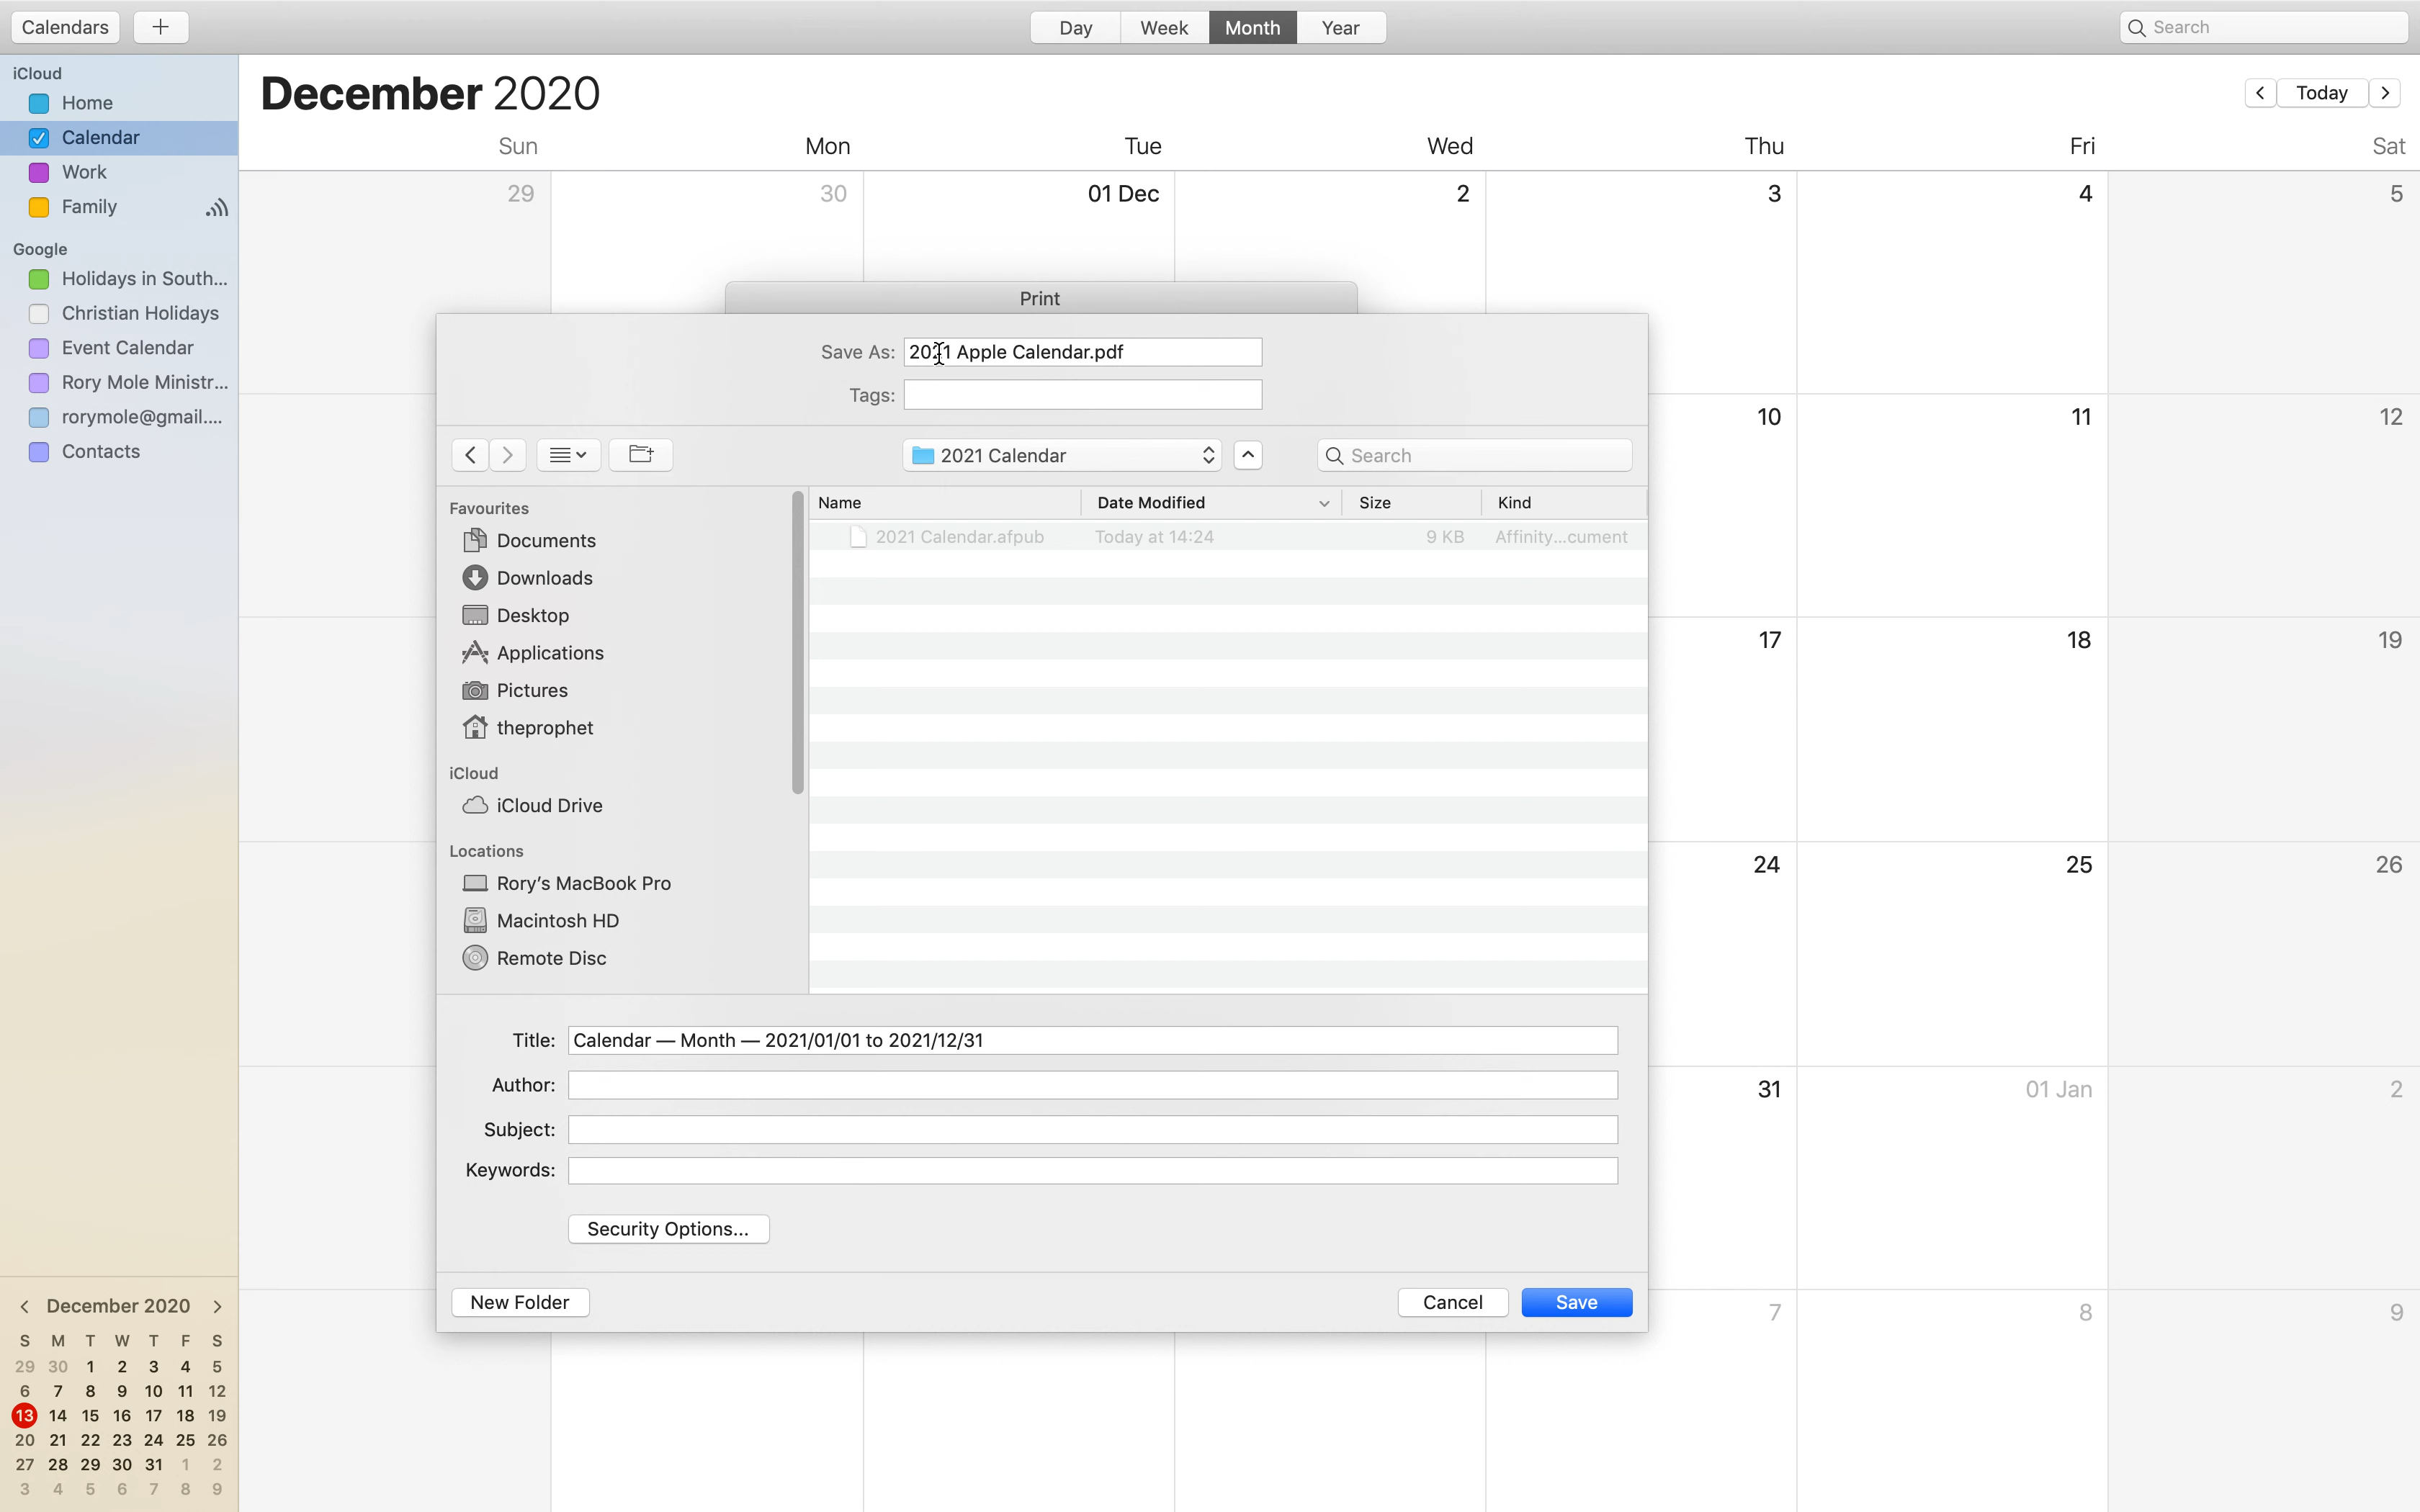 Calendars
Day Week Month Year
Search
iCloud
Home
Calendar
Work
Family
Google
Holidays in South...
Christian Holidays
Event Calendar
Rory Mole Ministr...
rorymole@gmail....
Contacts
December 2020
Today
Sun Mon Tue Wed Thu Fri Sat
29 30 01 Dec 2 3 4 5
10 11 12
17 18 19
24 25 26
31 01 Jan 2
7 8 9
Print
Save As: 2021 Apple Calendar.pdf
Tags:
2021 Calendar
Search
Favourites
Documents
Downloads
Desktop
Applications
Pictures
theprophet
iCloud
iCloud Drive
Locations
Rory's MacBook Pro
Macintosh HD
Remote Disc
Name Date Modified Size Kind
2021 Calendar.afpub Today at 14:24 9 KB Affinity...cument
Title: Calendar — Month — 2021/01/01 to 2021/12/31
Author:
Subject:
Keywords:
Security Options...
New Folder
Cancel Save
December 2020
S M T W T F S
29 30 1 2 3 4 5
6 7 8 9 10 11 12
13 14 15 16 17 18 19
20 21 22 23 24 25 26
27 28 29 30 31 1 2
3 4 5 6 7 8 9